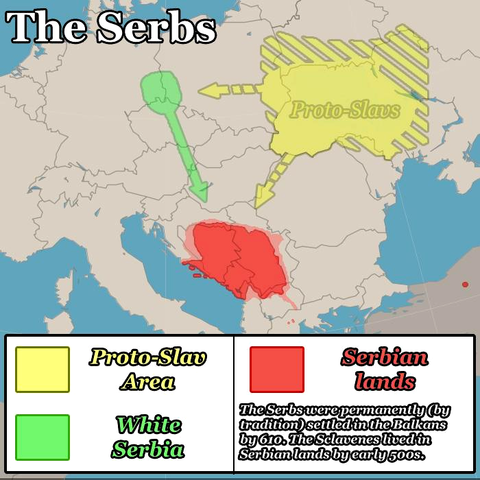 The Serbs
Proto-Slavs
Proto-Slav
Area
White
Serbia
Serbian
lands
The Serbs were permanently (by
tradition) settled in the Balkans
by 610. The Sclavenes lived in
Serbian lands by early 500s.